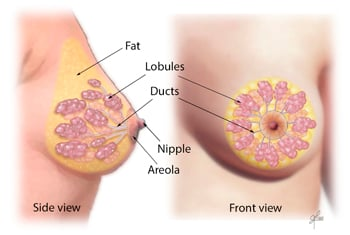 Fat
Lobules
Ducts
Nipple
Areola
Side view
Front view